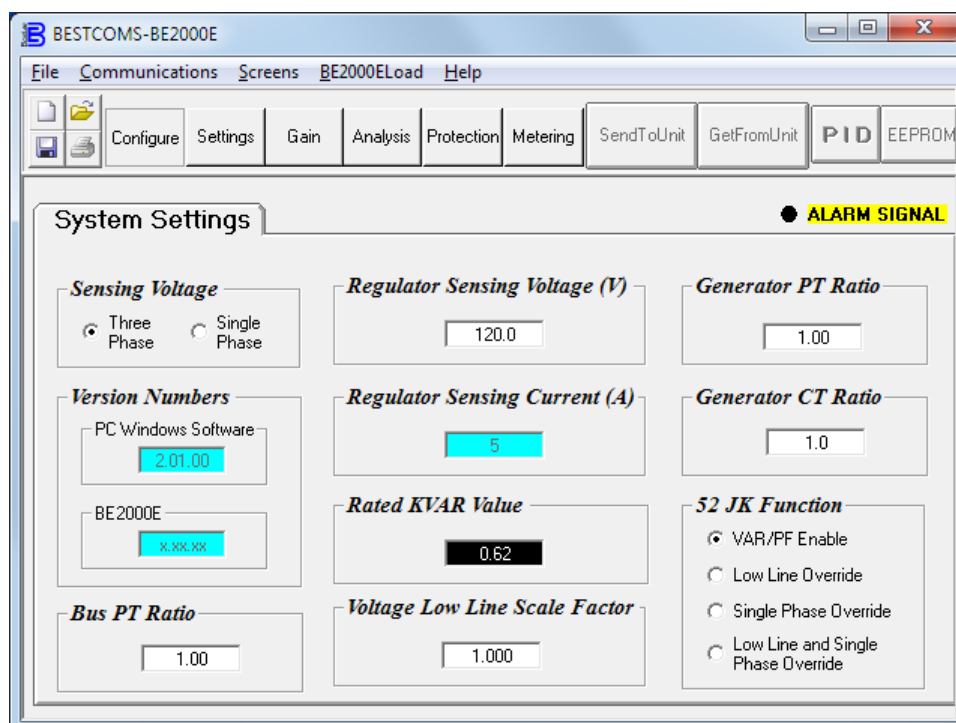 BESTCOMS-BE2000E
File Communications Screens BE2000ELoad Help
Configure Settings Gain Analysis Protection Metering SendToUnit GetFromUnit PID EEPROM
System Settings
ALARM SIGNAL
Sensing Voltage
Three Phase
Single Phase
Regulator Sensing Voltage (V)
120.0
Generator PT Ratio
1.00
Version Numbers
PC Windows Software
2.01.00
BE2000E
x.xx.xx
Regulator Sensing Current (A)
5
Generator CT Ratio
1.0
Rated KVAR Value
0.62
52 JK Function
VAR/PF Enable
Low Line Override
Single Phase Override
Low Line and Single
Phase Override
Bus PT Ratio
1.00
Voltage Low Line Scale Factor
1.000